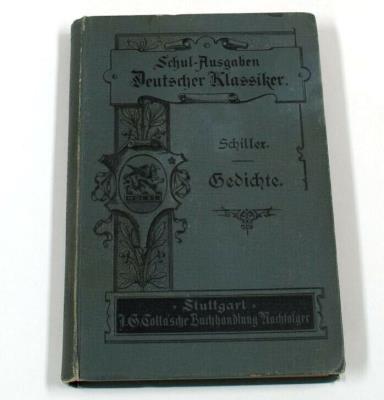 Schul-Ausgaben
Deutscher Klassiker.
Schiller.
Gedichte.
Stuttgart
J. G. Cotta'sche Buchhandlung Nachfolger